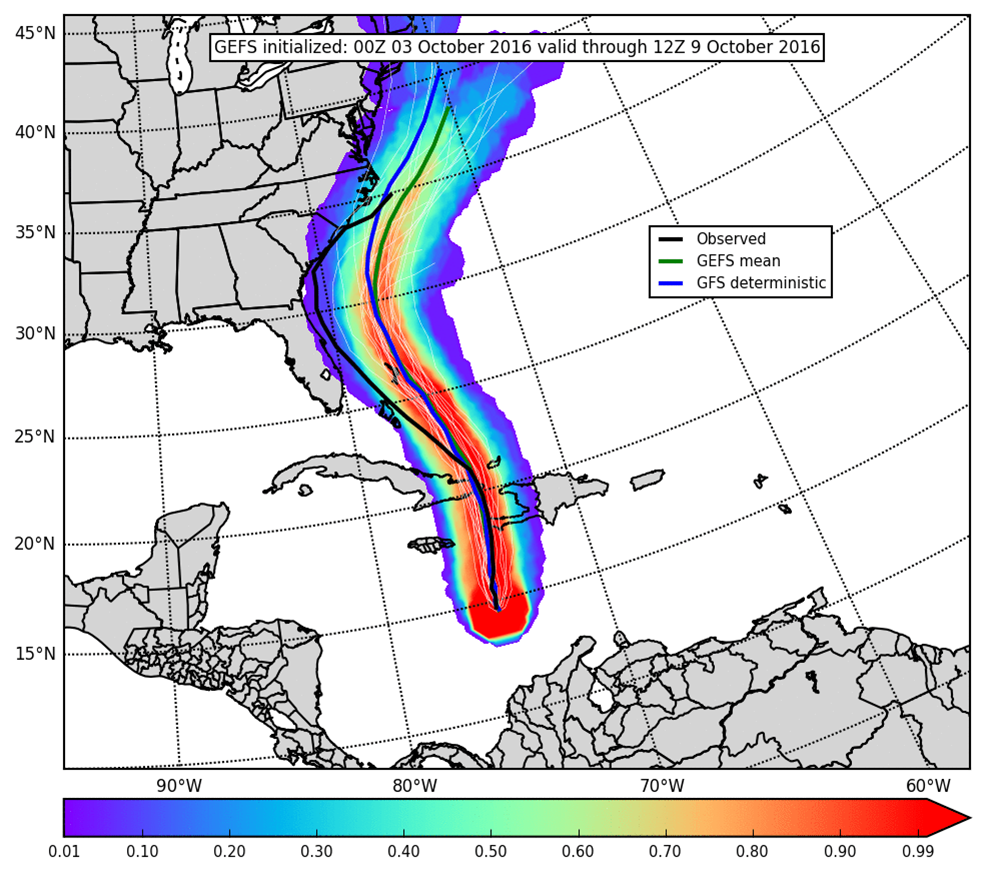 GEFS initialized: 00Z 03 October 2016 valid through 12Z 9 October 2016
45°N
40°N
35°N
30°N
25°N
20°N
15°N
Observed
GEFS mean
GFS deterministic
90°W 80°W 70°W 60°W
0.01 0.10 0.20 0.30 0.40 0.50 0.60 0.70 0.80 0.90 0.99